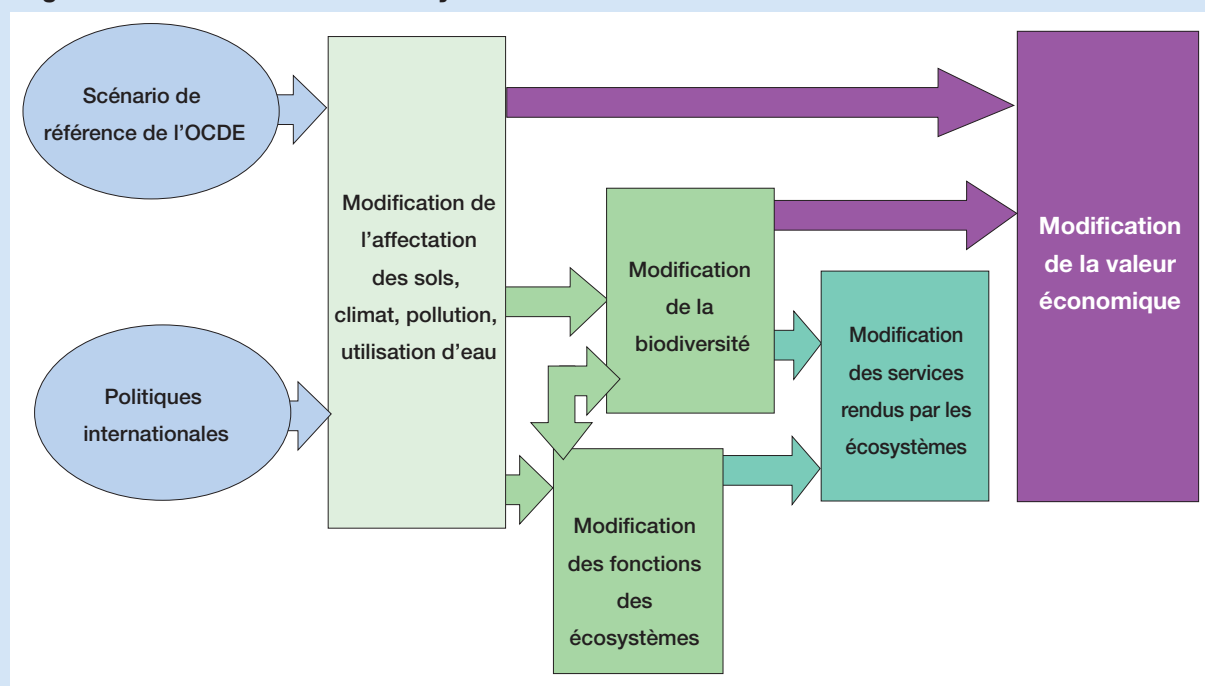 Scénario de
référence de l'OCDE
Politiques
internationales
Modification de
l'affectation
des sols,
climat, pollution,
utilisation d'eau
Modification
de la
biodiversité
Modification
des fonctions
des
écosystèmes
Modification
des services
rendus par les
écosystèmes
Modification
de la valeur
économique